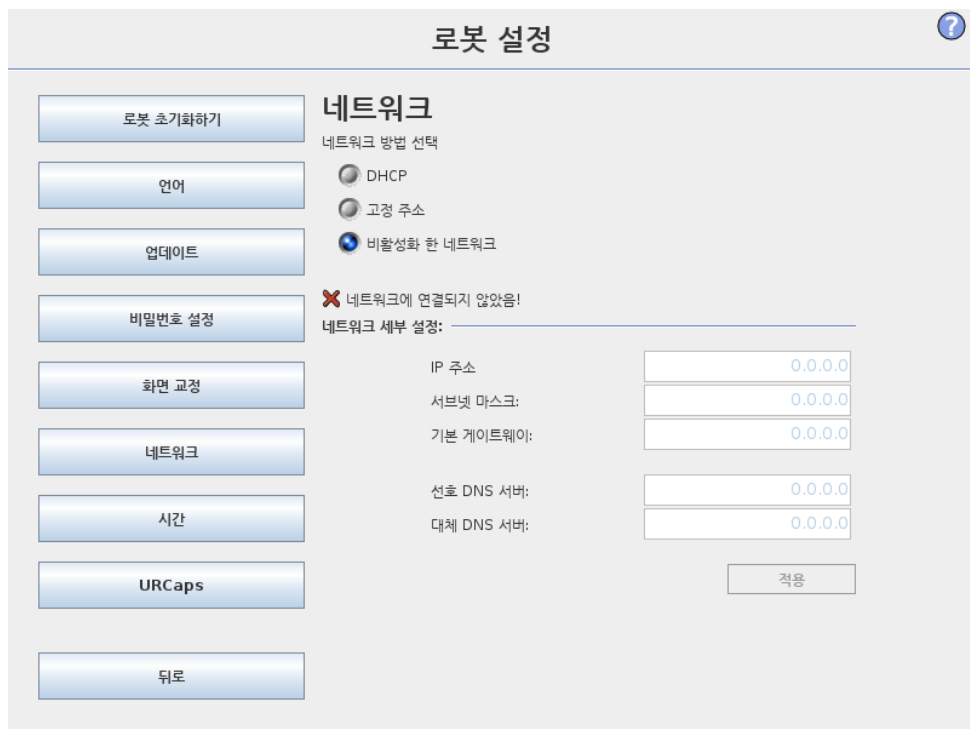 로봇 설정
?
로봇 초기화하기
언어
업데이트
비밀번호 설정
화면 교정
네트워크
시간
URCaps
뒤로
네트워크
네트워크 방법 선택
DHCP
고정 주소
비활성화 한 네트워크
네트워크에 연결되지 않았음!
네트워크 세부 설정:
IP 주소 0.0.0.0
서브넷 마스크: 0.0.0.0
기본 게이트웨이: 0.0.0.0
선호 DNS 서버: 0.0.0.0
대체 DNS 서버: 0.0.0.0
적용